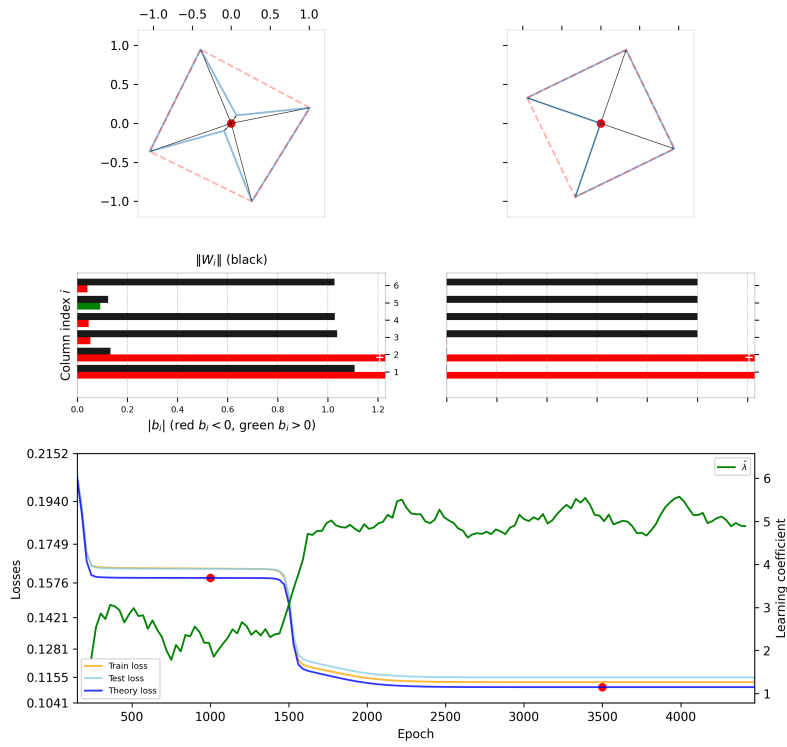 −1.0 −0.5 0.0 0.5 1.0
1.0
0.5
0.0
−0.5
−1.0
‖Wᵢ‖ (black)
Column index i
6
5
4
3
2
1
+
+
0.0 0.2 0.4 0.6 0.8 1.0 1.2
|bᵢ| (red bᵢ < 0, green bᵢ > 0)
0.2152
0.1940
0.1749
0.1576
0.1421
0.1281
0.1155
0.1041
Losses
λ̂
6
5
4
3
2
1
Learning coefficient
Train loss
Test loss
Theory loss
500 1000 1500 2000 2500 3000 3500 4000
Epoch